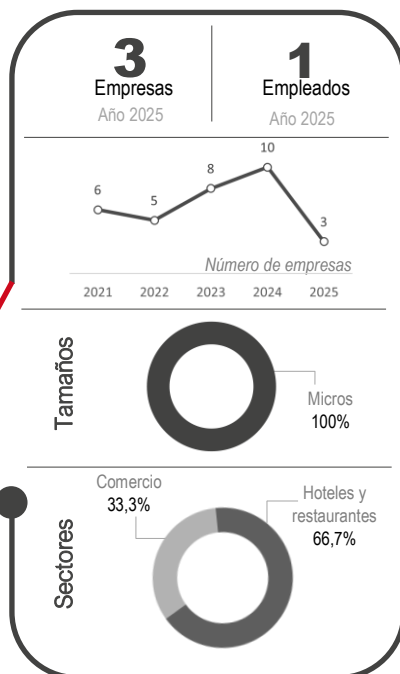 3
Empresas
Año 2025
1
Empleados
Año 2025
6
5
8
10
3
Número de empresas
2021 2022 2023 2024 2025
Tamaños
Micros
100%
Sectores
Comercio
33,3%
Hoteles y
restaurantes
66,7%